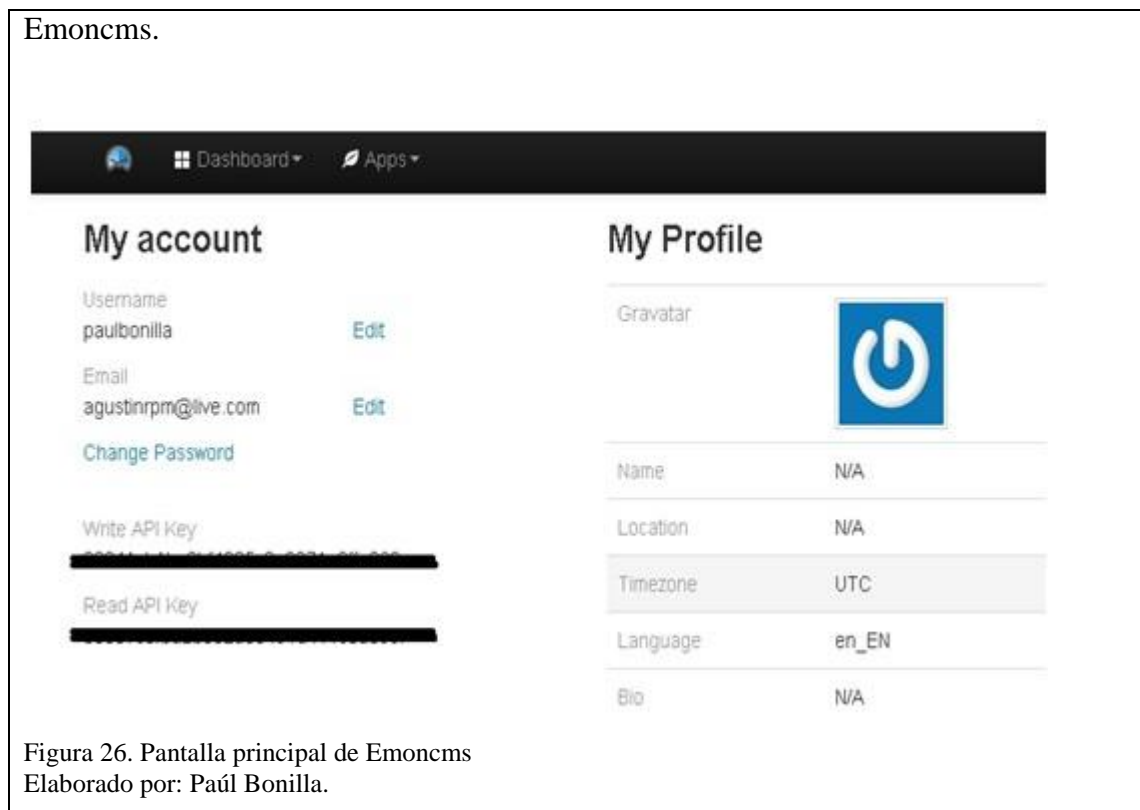 Emoncms.
Dashboard
Apps
My account
Username
paulbonilla
Edit
Email
agustinrpm@live.com
Edit
Change Password
Write API Key
Read API Key
My Profile
Gravatar
Name
N/A
Location
N/A
Timezone
UTC
Language
en_EN
Bio
N/A
Figura 26. Pantalla principal de Emoncms
Elaborado por: Paúl Bonilla.